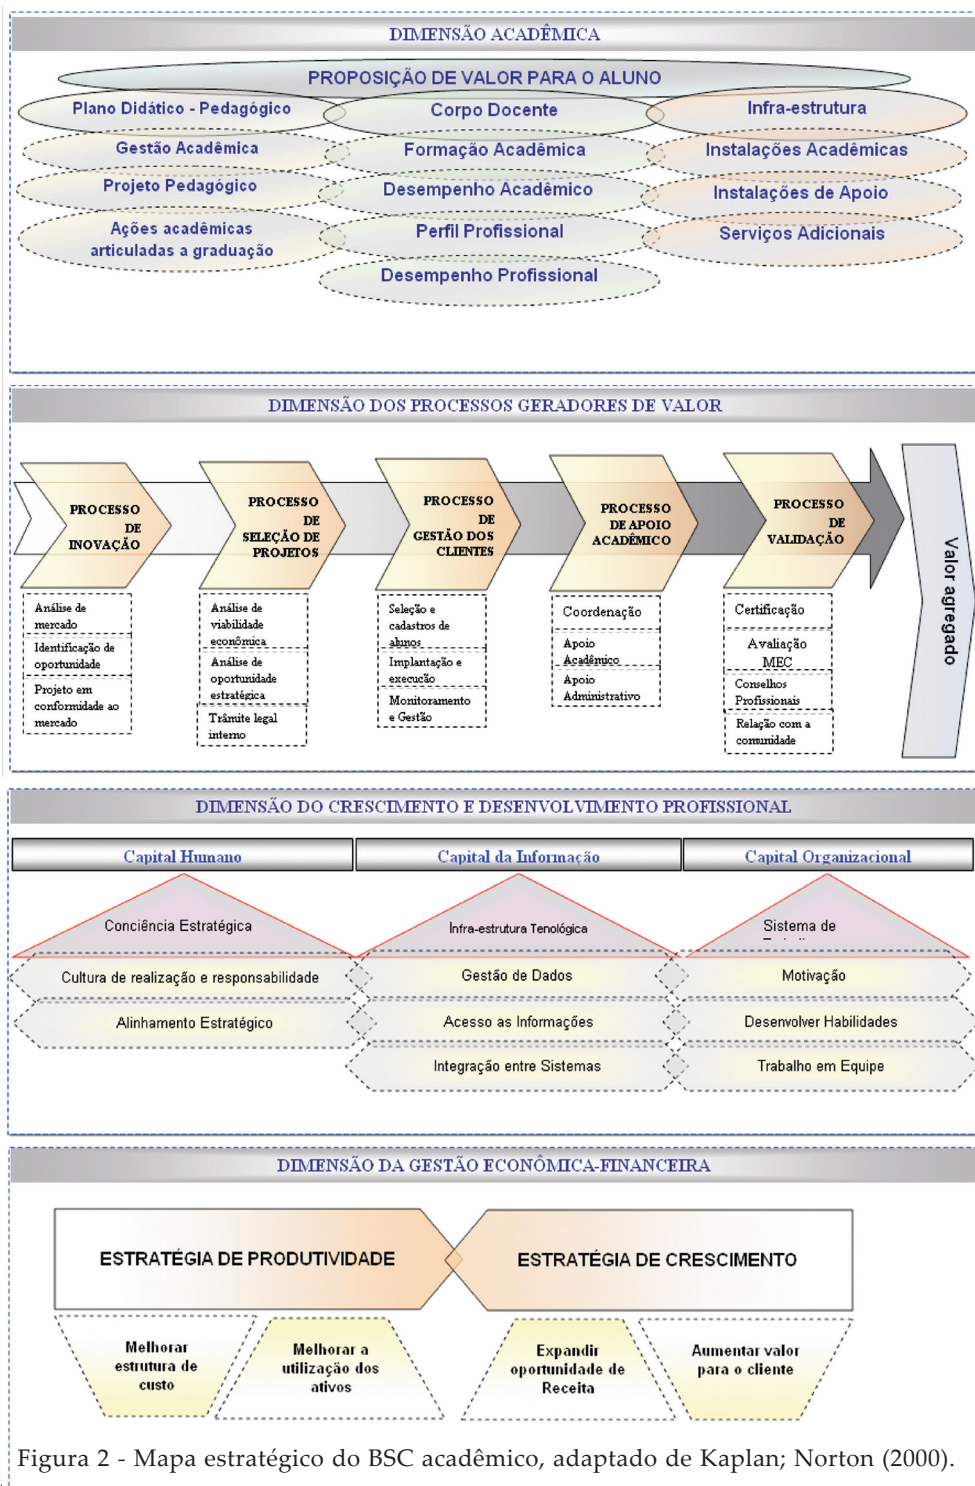 DIMENSÃO ACADÊMICA
PROPOSIÇÃO DE VALOR PARA O ALUNO
Plano Didático - Pedagógico
Gestão Acadêmica
Projeto Pedagógico
Ações acadêmicas
articuladas a graduação
Corpo Docente
Formação Acadêmica
Desempenho Acadêmico
Perfil Profissional
Desempenho Profissional
Infra-estrutura
Instalações Acadêmicas
Instalações de Apoio
Serviços Adicionais
DIMENSÃO DOS PROCESSOS GERADORES DE VALOR
PROCESSO
DE
INOVAÇÃO
Análise de
mercado
Identificação de
oportunidade
Projeto em
conformidade ao
mercado
PROCESSO
DE
SELEÇÃO DE
PROJETOS
Análise de
viabilidade
econômica
Análise de
oportunidade
estratégica
Trâmite legal
interno
PROCESSO
DE
GESTÃO DOS
CLIENTES
Seleção e
cadastros de
alunos
Implantação e
execução
Monitoramento
e Gestão
PROCESSO
DE APOIO
ACADÊMICO
Coordenação
Apoio
Acadêmico
Apoio
Administrativo
PROCESSO
DE
VALIDAÇÃO
Certificação
Avaliação
MEC
Conselhos
Profissionais
Relação com a
comunidade
Valor agregado
DIMENSÃO DO CRESCIMENTO E DESENVOLVIMENTO PROFISSIONAL
Capital Humano
Conciência Estratégica
Cultura de realização e responsabilidade
Alinhamento Estratégico
Capital da Informação
Infra-estrutura Tenológica
Gestão de Dados
Acesso as Informações
Integração entre Sistemas
Capital Organizacional
Sistema de
Motivação
Desenvolver Habilidades
Trabalho em Equipe
DIMENSÃO DA GESTÃO ECONÔMICA-FINANCEIRA
ESTRATÉGIA DE PRODUTIVIDADE
ESTRATÉGIA DE CRESCIMENTO
Melhorar
estrutura de
custo
Melhorar a
utilização dos
ativos
Expandir
oportunidade de
Receita
Aumentar valor
para o cliente
Figura 2 - Mapa estratégico do BSC acadêmico, adaptado de Kaplan; Norton (2000).